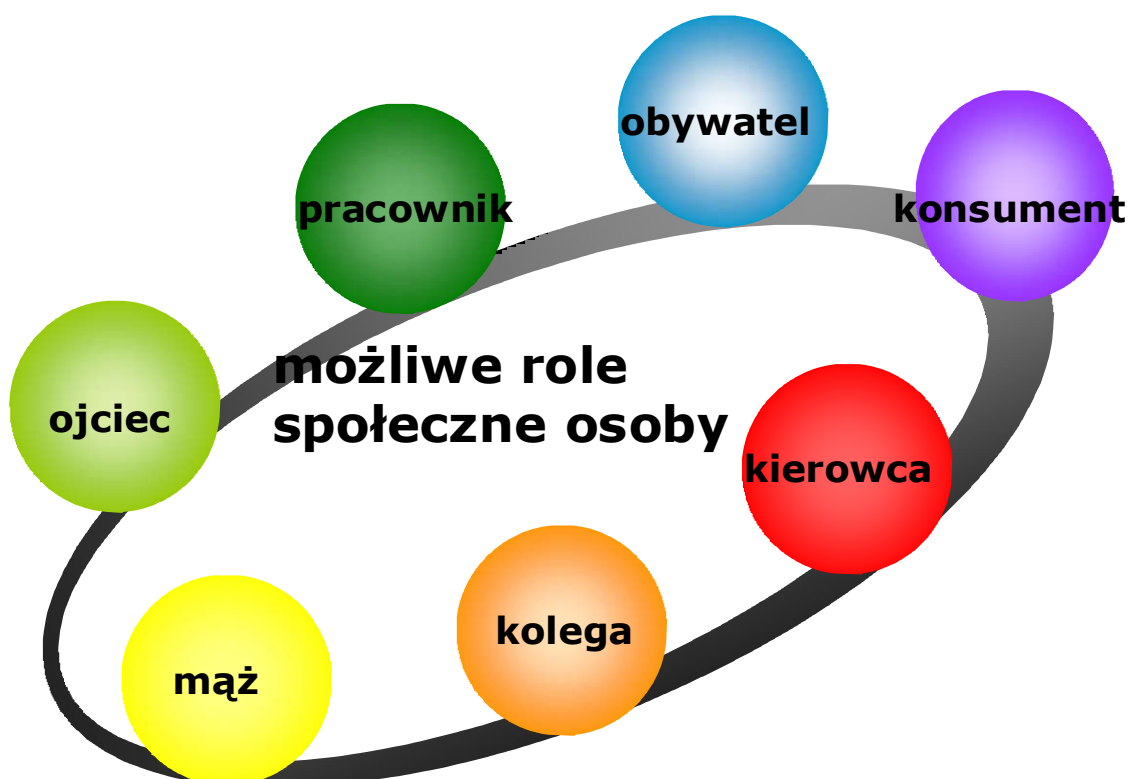 obywatel
pracownik
konsument
możliwe role
społeczne osoby
ojciec
kierowca
kolega
mąż